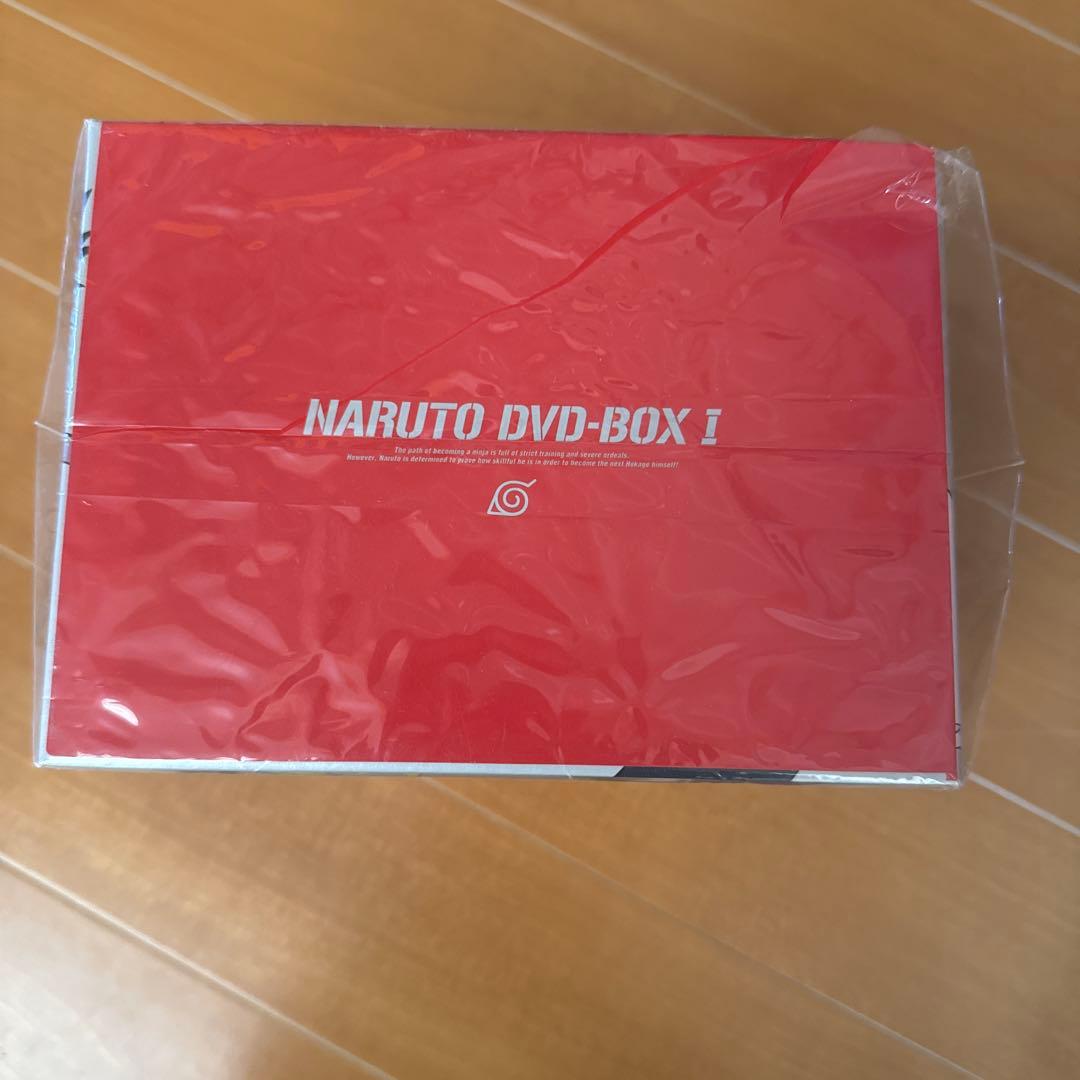 NARUTO DVD-BOX I
The path of becoming a ninja is full of strict training and severe ordeals.
However, Naruto is determined to prove how skillful he is in order to become the next Hokage himself!